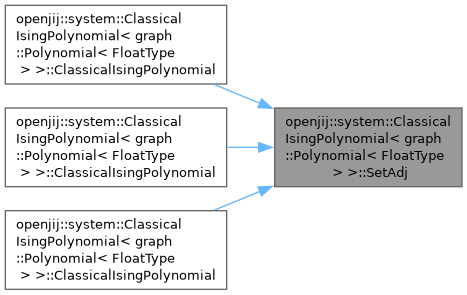 openjij::system::Classical
IsingPolynomial< graph
::Polynomial< FloatType
> >::ClassicalIsingPolynomial
openjij::system::Classical
IsingPolynomial< graph
::Polynomial< FloatType
> >::ClassicalIsingPolynomial
openjij::system::Classical
IsingPolynomial< graph
::Polynomial< FloatType
> >::SetAdj
openjij::system::Classical
IsingPolynomial< graph
::Polynomial< FloatType
> >::ClassicalIsingPolynomial